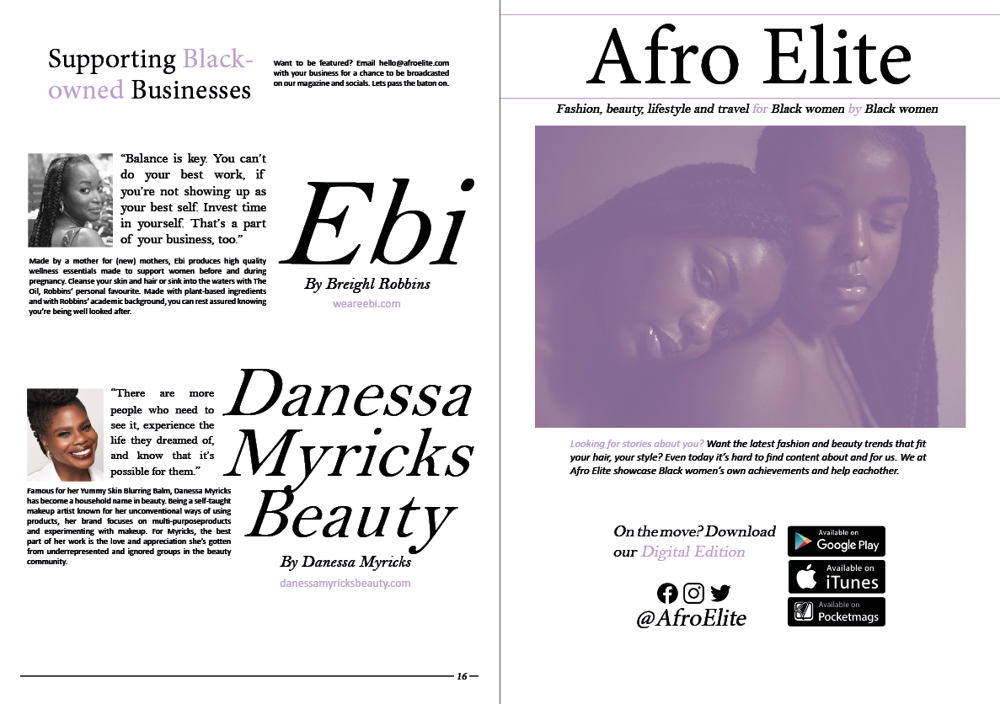 Supporting Black-
owned Businesses
Want to be featured? Email hello@afroelite.com
with your business for a chance to be broadcasted
on our magazine and socials. Lets pass the baton on.
“Balance is key. You can’t
do your best work, if
you’re not showing up as
your best self. Invest time
in yourself. That’s a part
of your business, too.”
Made by a mother for (new) mothers, Ebi produces high quality
wellness essentials made to support women before and during
pregnancy. Cleanse your skin and hair or sink into the waters with The
Oil, Robbins’ personal favourite. Made with plant-based ingredients
and with Robbins’ academic background, you can rest assured knowing
you’re being well looked after.
Ebi
By Breighl Robbins
weareebi.com
“There are more
people who need to
see it, experience the
life they dreamed of,
and know that it’s
possible for them.”
Famous for her Yummy Skin Blurring Balm, Danessa Myricks
has become a household name in beauty. Being a self-taught
makeup artist known for her unconventional ways of using
products, her brand focuses on multi-purposeproducts
and experimenting with makeup. For Myricks, the best
part of her work is the love and appreciation she’s gotten
from underrepresented and ignored groups in the beauty
community.
Danessa
Myricks
Beauty
By Danessa Myricks
danessamyricksbeauty.com
16
Afro Elite
Fashion, beauty, lifestyle and travel for Black women by Black women
Looking for stories about you? Want the latest fashion and beauty trends that fit
your hair, your style? Even today it’s hard to find content about and for us. We at
Afro Elite showcase Black women’s own achievements and help eachother.
On the move? Download
our Digital Edition
@AfroElite
Available on
Google Play
Available on
iTunes
Available on
Pocketmags